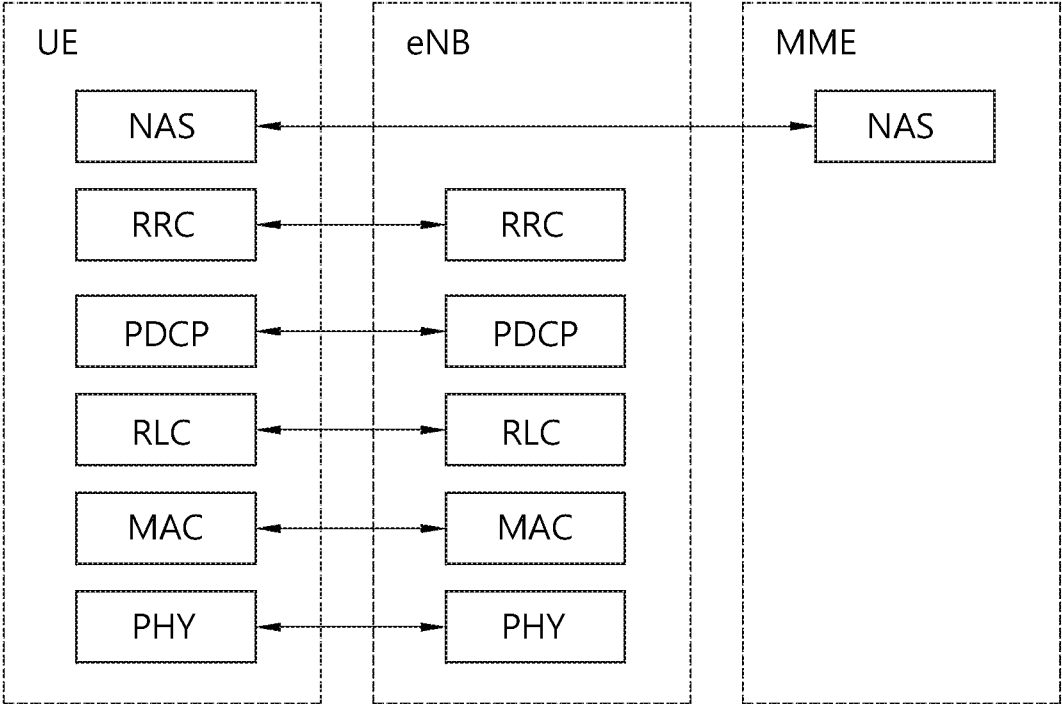 UE eNB MME
NAS NAS
RRC RRC
PDCP PDCP
RLC RLC
MAC MAC
PHY PHY